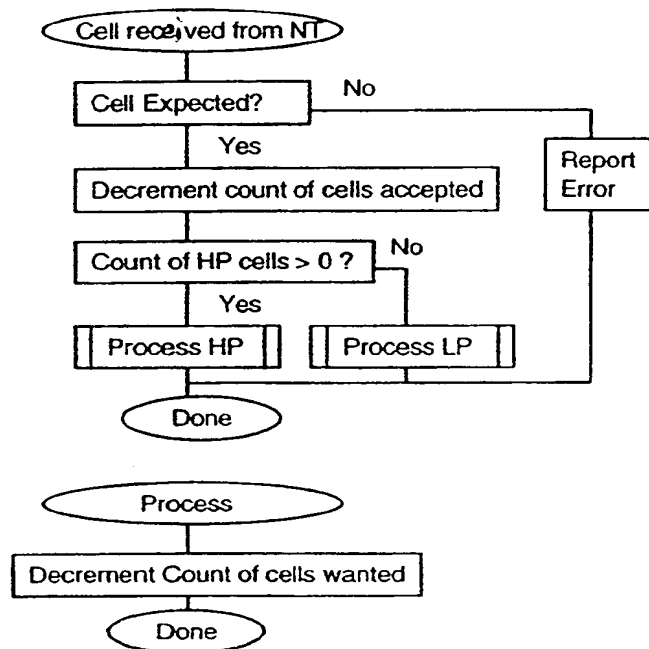 Cell received from NT
Cell Expected?
No
Yes
Report
Error
Decrement count of cells accepted
Count of HP cells > 0 ?
No
Yes
Process HP
Process LP
Done
Process
Decrement Count of cells wanted
Done